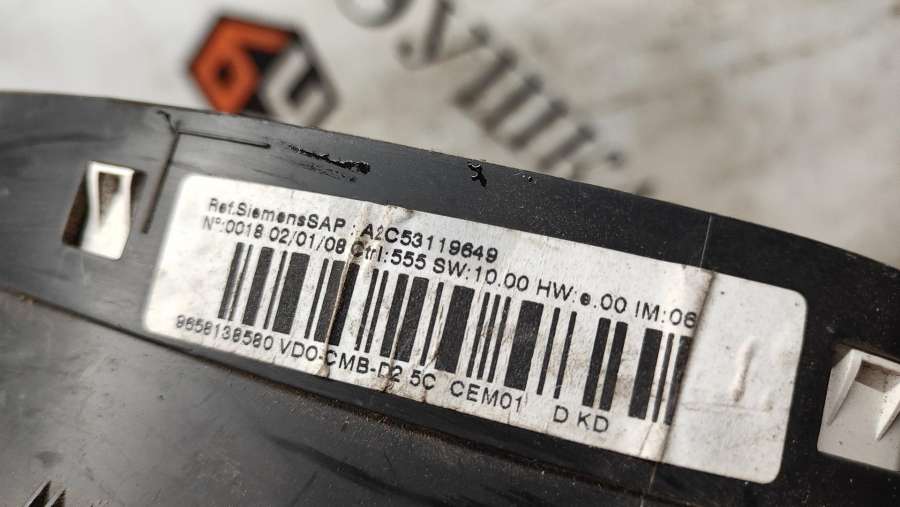 Ref.SiemensSAP : A2C53119649
Nº:0018 02/01/08 Ctrl:555 SW:10.00 HW:e.00 IM:06
9658138580 VDO-CMB-D2 5C CEM01 D KD